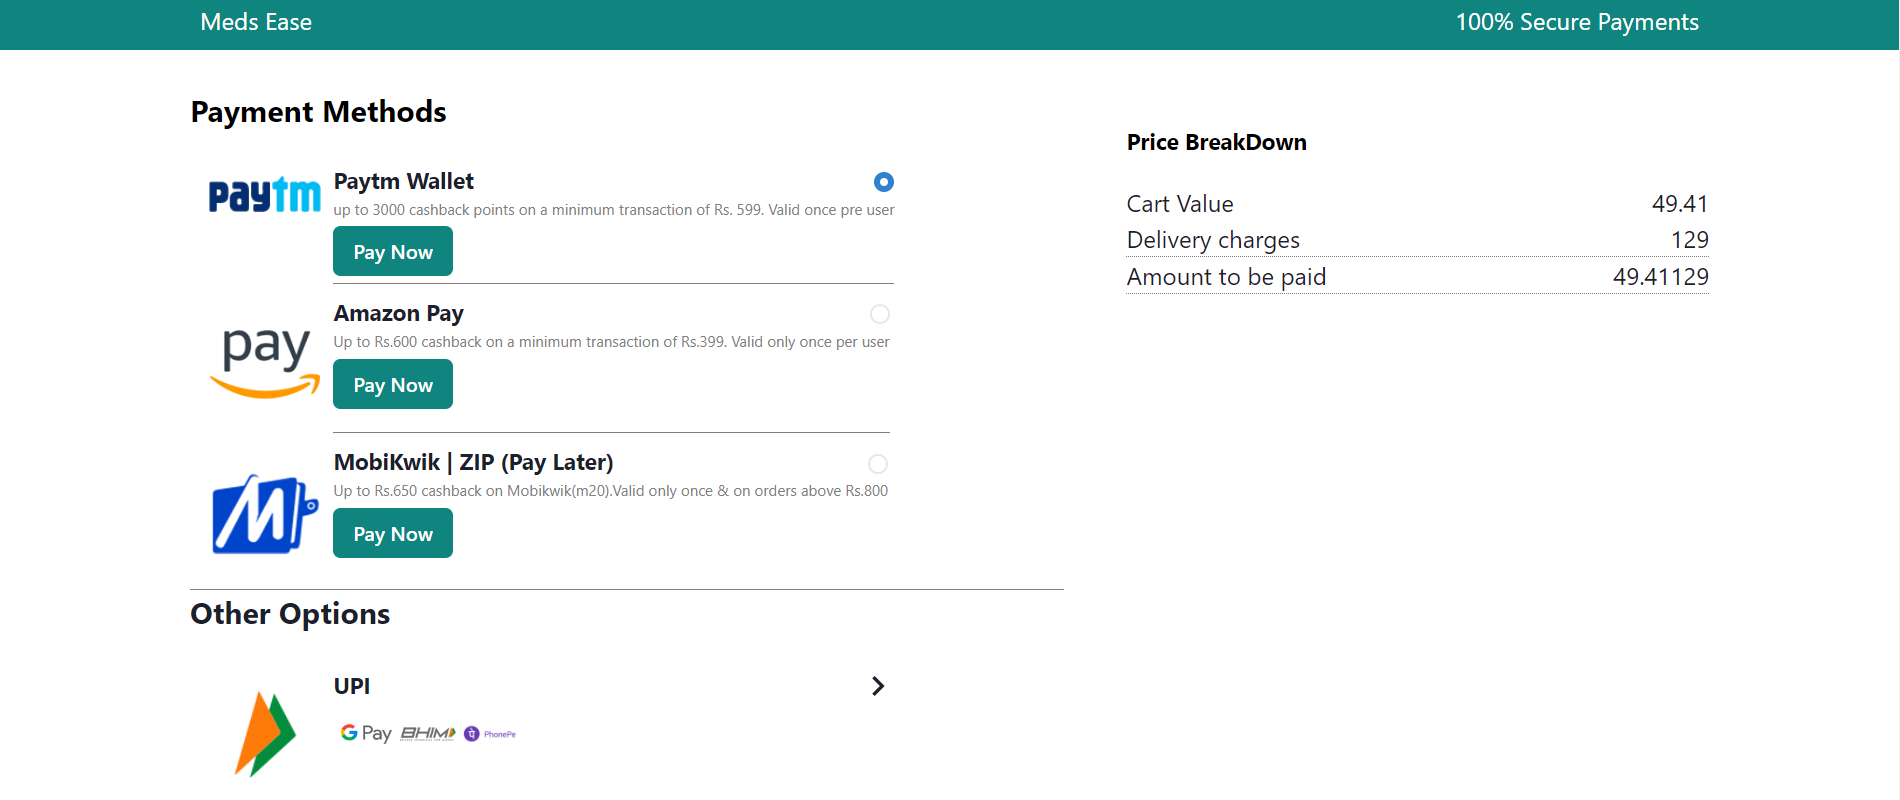 Meds Ease
100% Secure Payments
Payment Methods
paytm
Paytm Wallet
up to 3000 cashback points on a minimum transaction of Rs. 599. Valid once pre user
Pay Now
pay
Amazon Pay
Up to Rs.600 cashback on a minimum transaction of Rs.399. Valid only once per user
Pay Now
M
MobiKwik | ZIP (Pay Later)
Up to Rs.650 cashback on Mobikwik(m20).Valid only once & on orders above Rs.800
Pay Now
Other Options
UPI
G Pay BHIM पे PhonePe
Price BreakDown
Cart Value 49.41
Delivery charges 129
Amount to be paid 49.41129